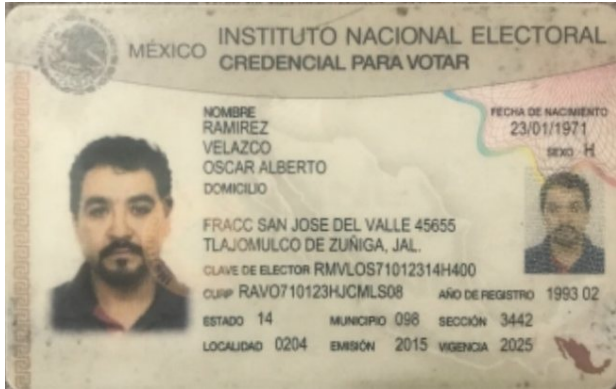 MÉXICO INSTITUTO NACIONAL ELECTORAL
CREDENCIAL PARA VOTAR
NOMBRE
RAMIREZ
VELAZCO
OSCAR ALBERTO
FECHA DE NACIMIENTO
23/01/1971
SEXO H
DOMICILIO
FRACC SAN JOSE DEL VALLE 45655
TLAJOMULCO DE ZUÑIGA, JAL.
CLAVE DE ELECTOR RMVLOS71012314H400
CURP RAVO710123HJCMLS08 AÑO DE REGISTRO 1993 02
ESTADO 14 MUNICIPIO 098 SECCIÓN 3442
LOCALIDAD 0204 EMISIÓN 2015 VIGENCIA 2025